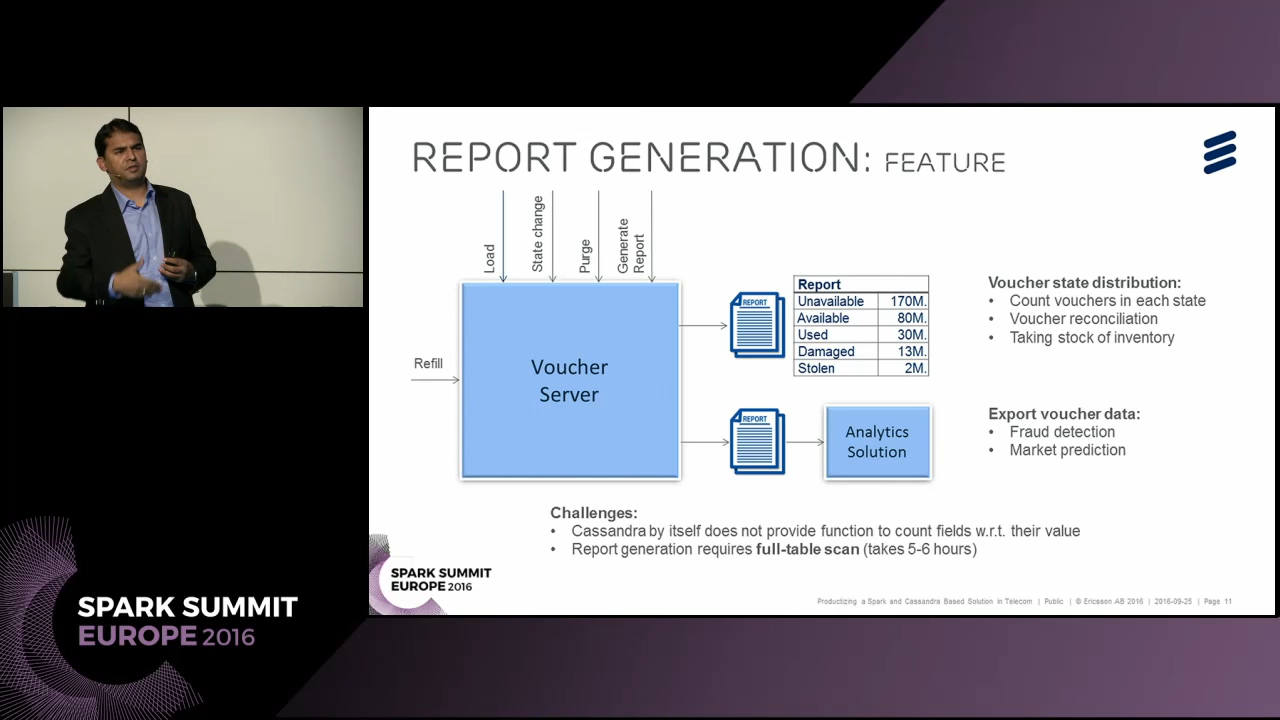 REPORT GENERATION: FEATURE
Load
State change
Purge
Generate
Report
Refill
Voucher
Server
REPORT
Report
Unavailable 170M.
Available 80M.
Used 30M.
Damaged 13M.
Stolen 2M.
Voucher state distribution:
• Count vouchers in each state
• Voucher reconciliation
• Taking stock of inventory
REPORT
Analytics
Solution
Export voucher data:
• Fraud detection
• Market prediction
Challenges:
• Cassandra by itself does not provide function to count fields w.r.t. their value
• Report generation requires full-table scan (takes 5-6 hours)
SPARK SUMMIT
EUROPE 2016
Productizing a Spark and Cassandra Based Solution in Telecom | Public | © Ericsson AB 2016 | 2016-09-25 | Page 11
SPARK SUMMIT
EUROPE 2016